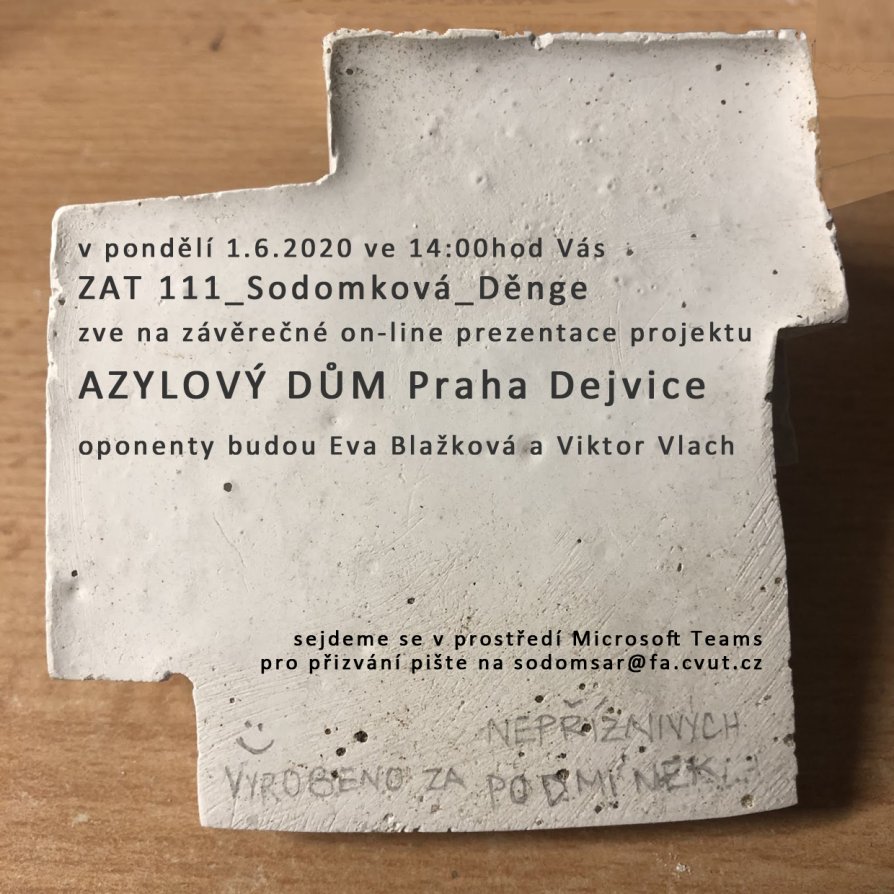 v pondělí 1.6.2020 ve 14:00hod Vás
ZAT 111_Sodomková_Děnge
zve na závěrečné on-line prezentace projektu
AZYLOVÝ DŮM Praha Dejvice
oponenty budou Eva Blažková a Viktor Vlach
sejdeme se v prostředí Microsoft Teams
pro přizvání pište na sodomsar@fa.cvut.cz
NEPŘÍZNIVÝCH
VYROBENO ZA PODMÍNEK...